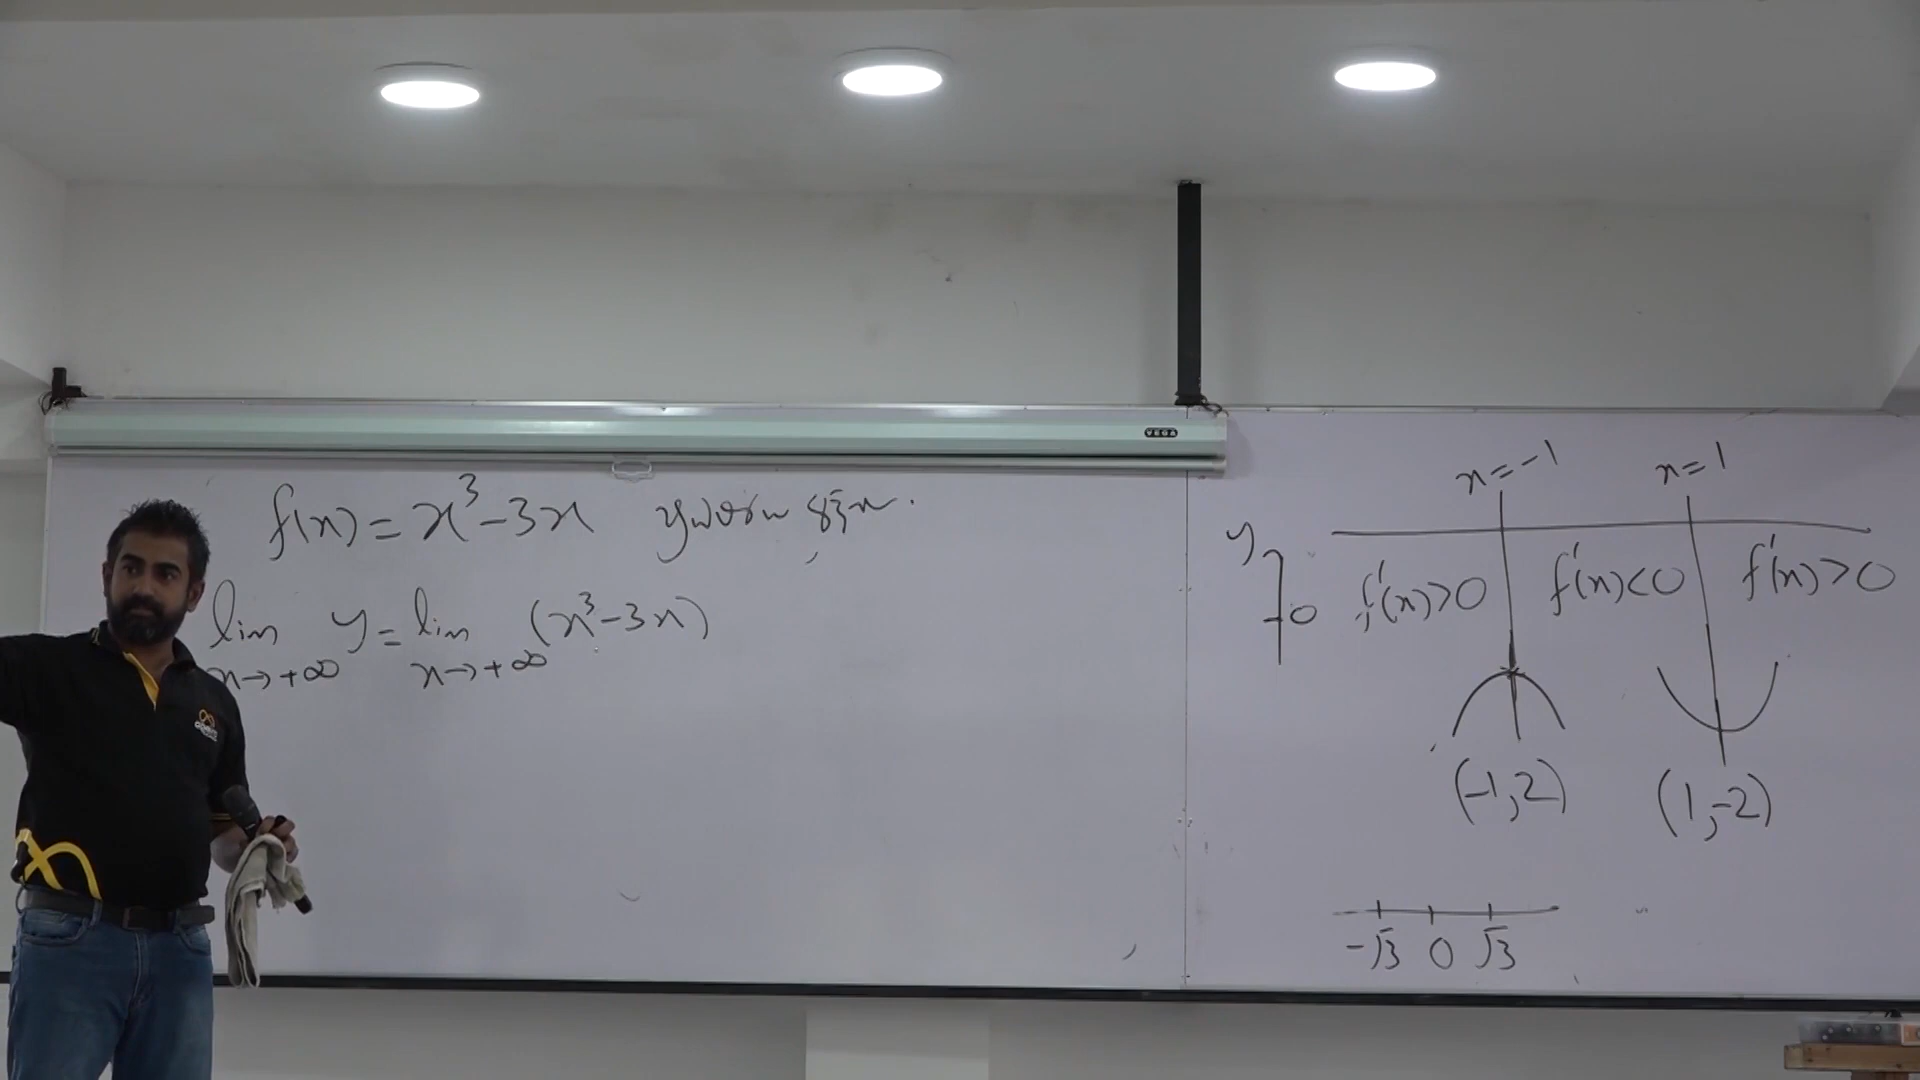 f(x) = x³ - 3x
lim x→+∞ y = lim x→+∞ (x³ - 3x)
x = -1
x = 1
y
0
f'(x) > 0
f'(x) < 0
f'(x) > 0
(-1, 2)
(1, -2)
-√3 0 √3
VEGA